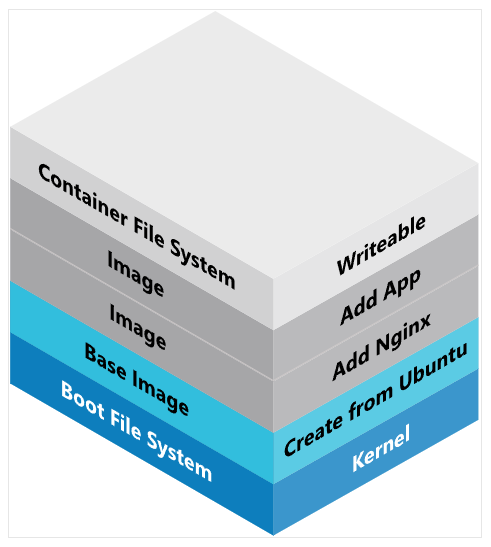 Container File System
Writeable
Image
Add App
Image
Add Nginx
Base Image
Create from Ubuntu
Boot File System
Kernel